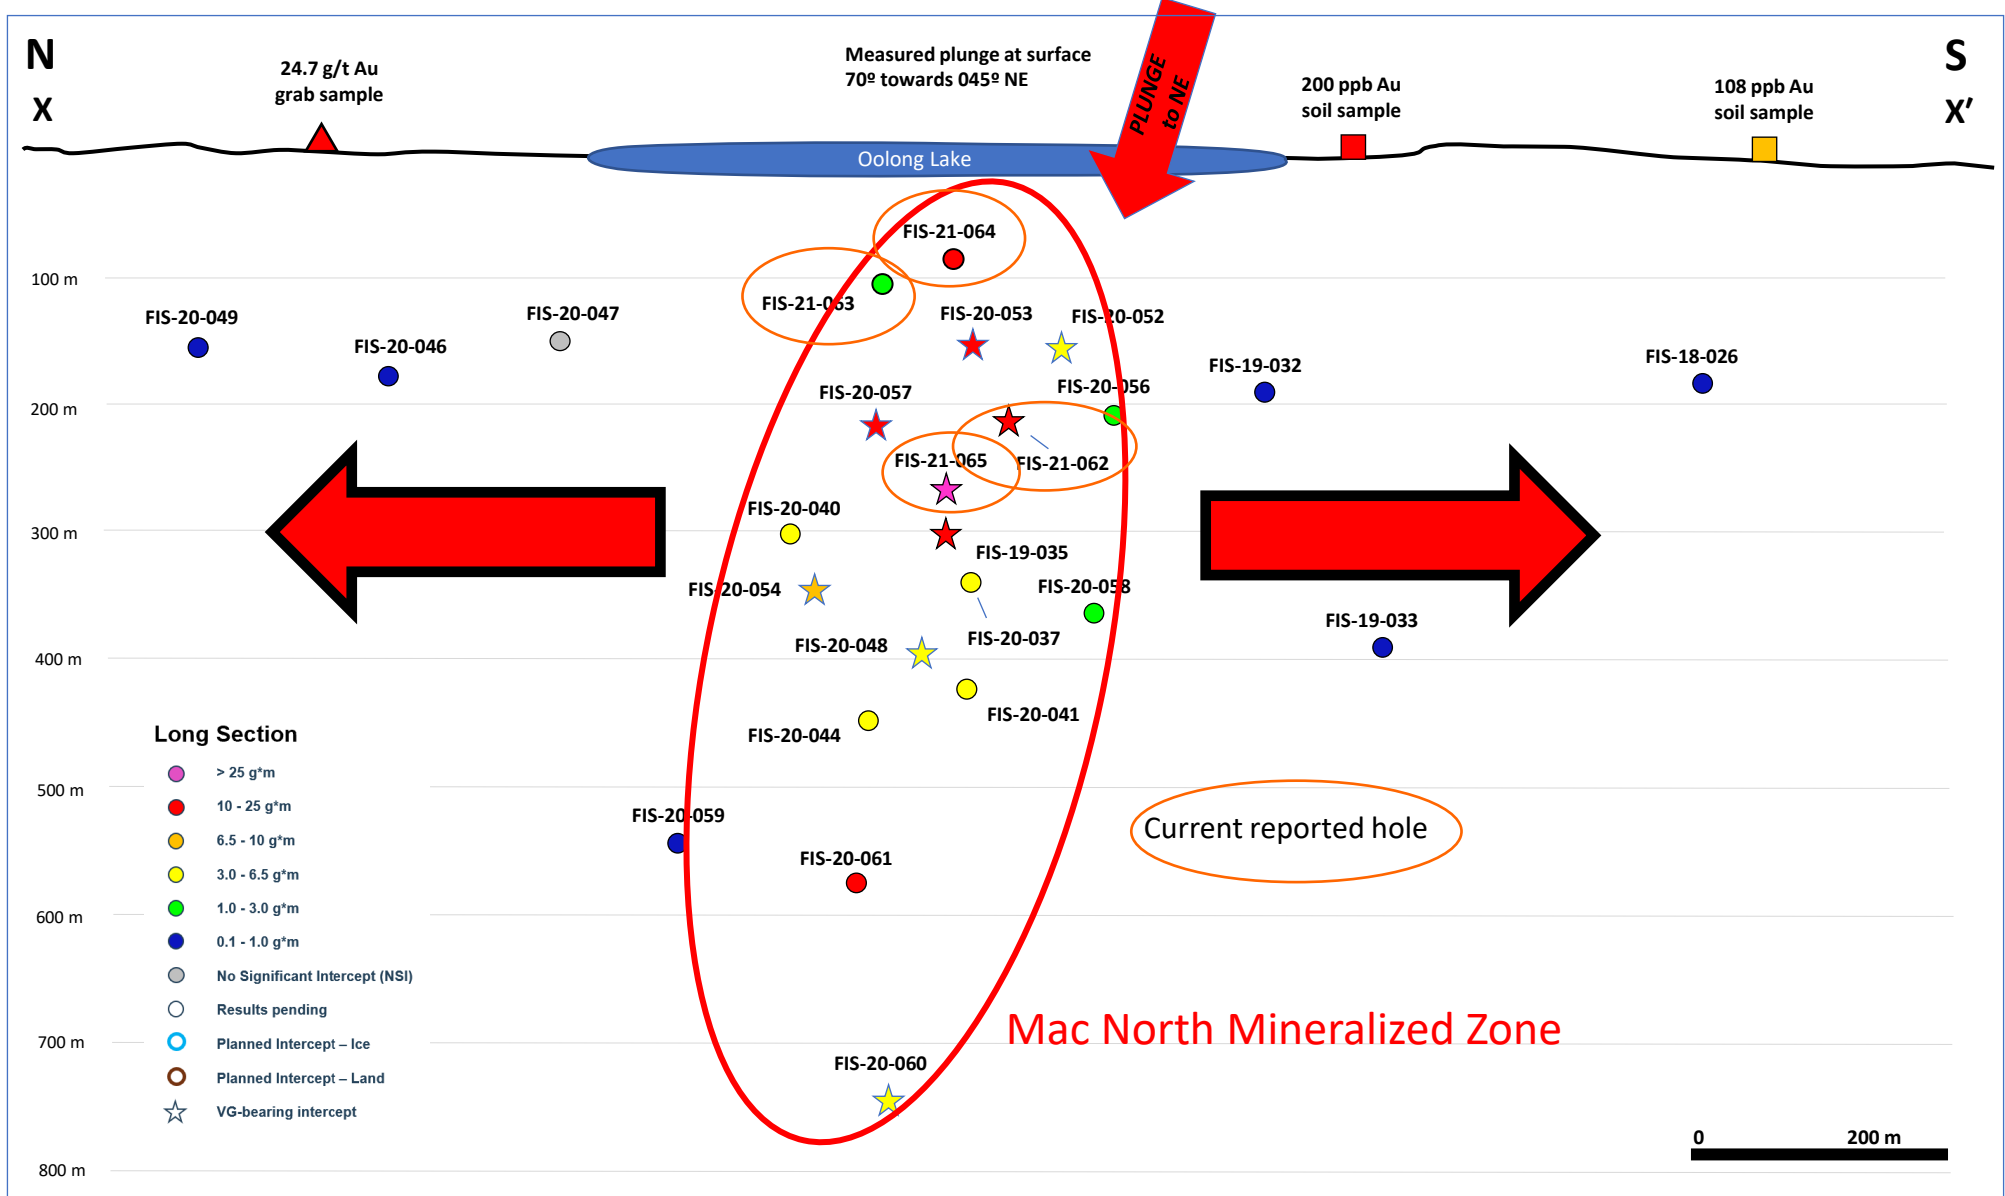 N
X
24.7 g/t Au
grab sample
Measured plunge at surface
70º towards 045º NE
PLUNGE
to NE
200 ppb Au
soil sample
108 ppb Au
soil sample
S
X′
Oolong Lake
FIS-21-064
100 m
FIS-21-063
FIS-20-049
FIS-20-046
FIS-20-047
FIS-20-053
FIS-20-052
FIS-19-032
FIS-18-026
FIS-20-057
FIS-20-056
200 m
FIS-21-065
FIS-21-062
FIS-20-040
300 m
FIS-19-035
FIS-20-054
FIS-20-058
FIS-20-037
FIS-20-048
FIS-19-033
400 m
FIS-20-041
FIS-20-044
500 m
FIS-20-059
FIS-20-061
600 m
700 m
FIS-20-060
800 m
Long Section
> 25 g*m
10 - 25 g*m
6.5 - 10 g*m
3.0 - 6.5 g*m
1.0 - 3.0 g*m
0.1 - 1.0 g*m
No Significant Intercept (NSI)
Results pending
Planned Intercept – Ice
Planned Intercept – Land
VG-bearing intercept
Current reported hole
Mac North Mineralized Zone
0 200 m